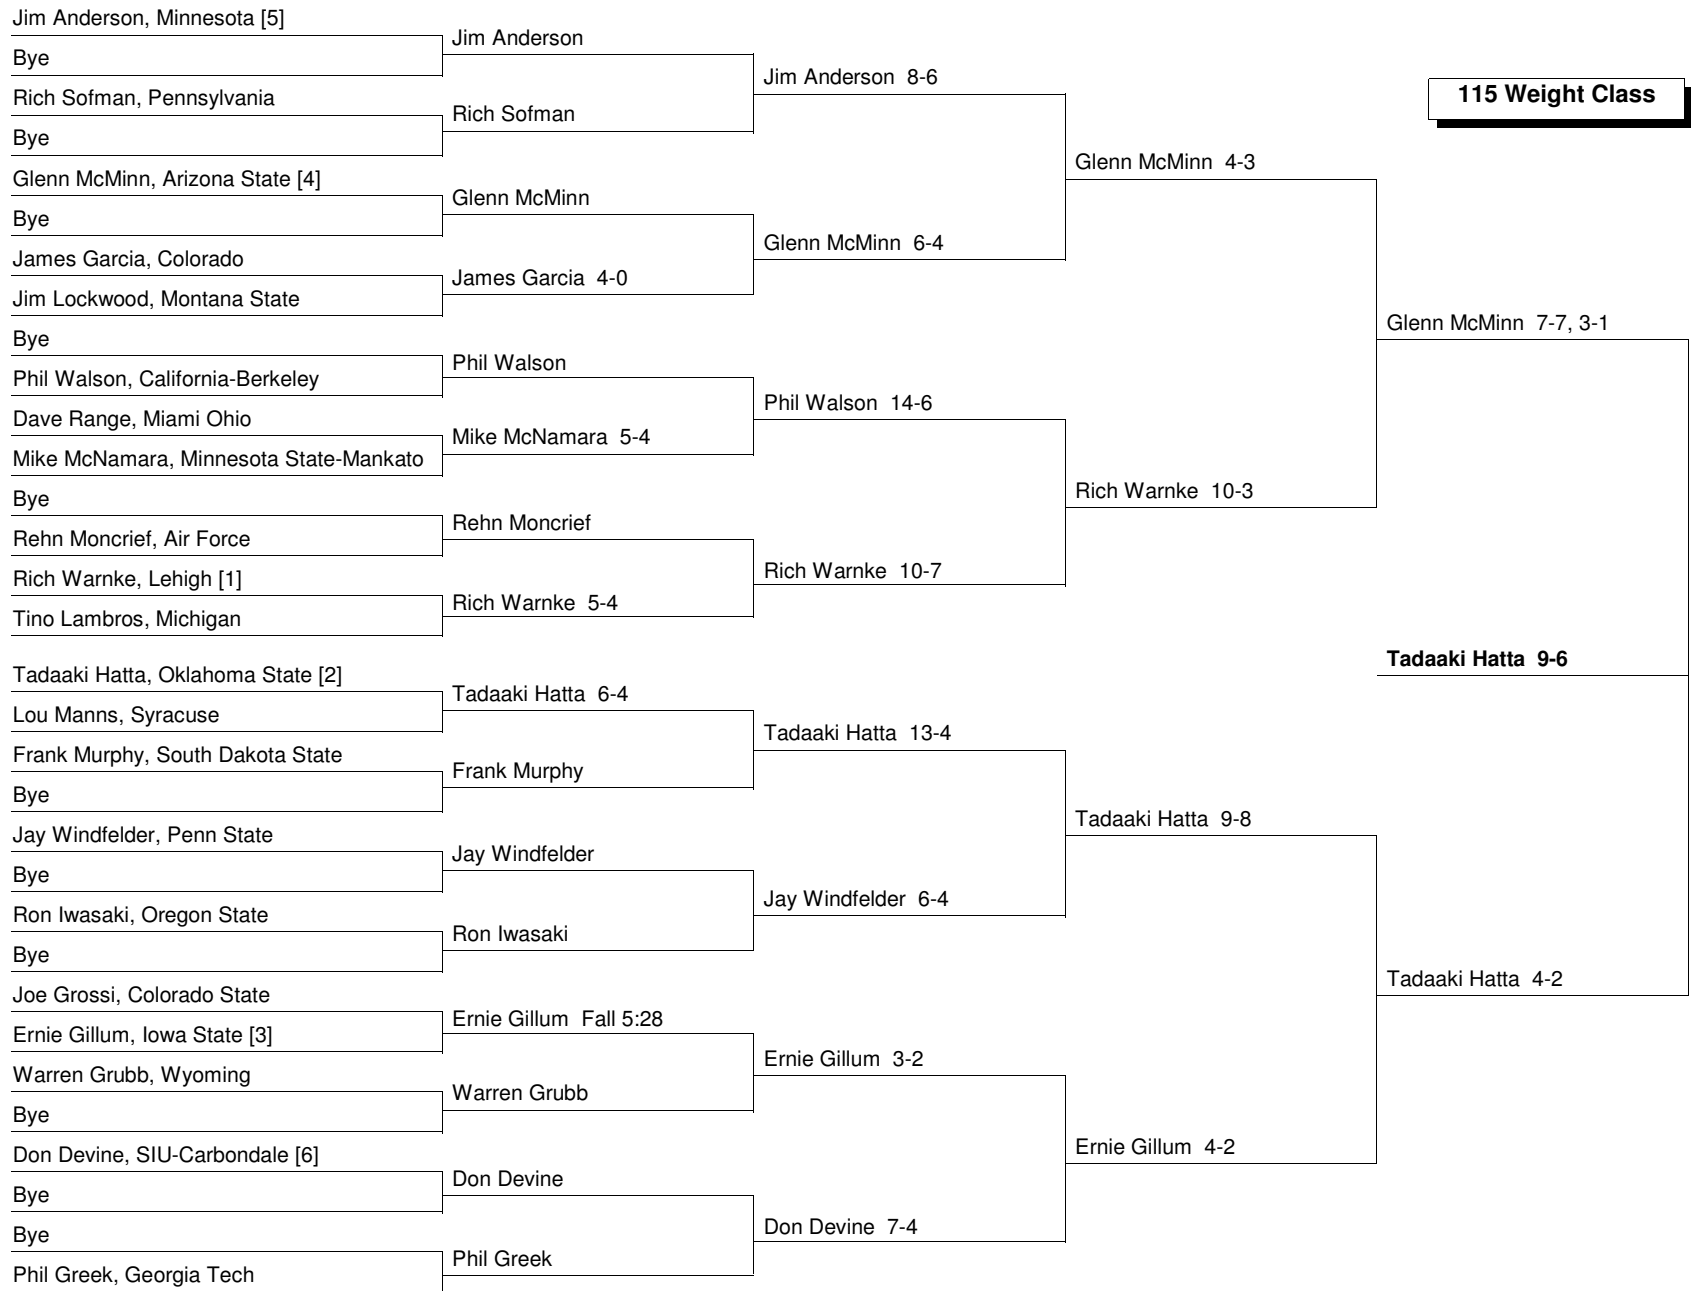 Jim Anderson, Minnesota [5]
Bye
Rich Sofman, Pennsylvania
Bye
Glenn McMinn, Arizona State [4]
Bye
James Garcia, Colorado
Jim Lockwood, Montana State
Bye
Phil Walson, California-Berkeley
Dave Range, Miami Ohio
Mike McNamara, Minnesota State-Mankato
Bye
Rehn Moncrief, Air Force
Rich Warnke, Lehigh [1]
Tino Lambros, Michigan
Tadaaki Hatta, Oklahoma State [2]
Lou Manns, Syracuse
Frank Murphy, South Dakota State
Bye
Jay Windfelder, Penn State
Bye
Ron Iwasaki, Oregon State
Bye
Joe Grossi, Colorado State
Ernie Gillum, Iowa State [3]
Warren Grubb, Wyoming
Bye
Don Devine, SIU-Carbondale [6]
Bye
Bye
Phil Greek, Georgia Tech
Jim Anderson
Rich Sofman
Glenn McMinn
James Garcia 4-0
Phil Walson
Mike McNamara 5-4
Rehn Moncrief
Rich Warnke 5-4
Tadaaki Hatta 6-4
Frank Murphy
Jay Windfelder
Ron Iwasaki
Ernie Gillum Fall 5:28
Warren Grubb
Don Devine
Phil Greek
Jim Anderson 8-6
Glenn McMinn 6-4
Phil Walson 14-6
Rich Warnke 10-7
Tadaaki Hatta 13-4
Jay Windfelder 6-4
Ernie Gillum 3-2
Don Devine 7-4
Glenn McMinn 4-3
Rich Warnke 10-3
Tadaaki Hatta 9-8
Ernie Gillum 4-2
115 Weight Class
Glenn McMinn 7-7, 3-1
Tadaaki Hatta 9-6
Tadaaki Hatta 4-2